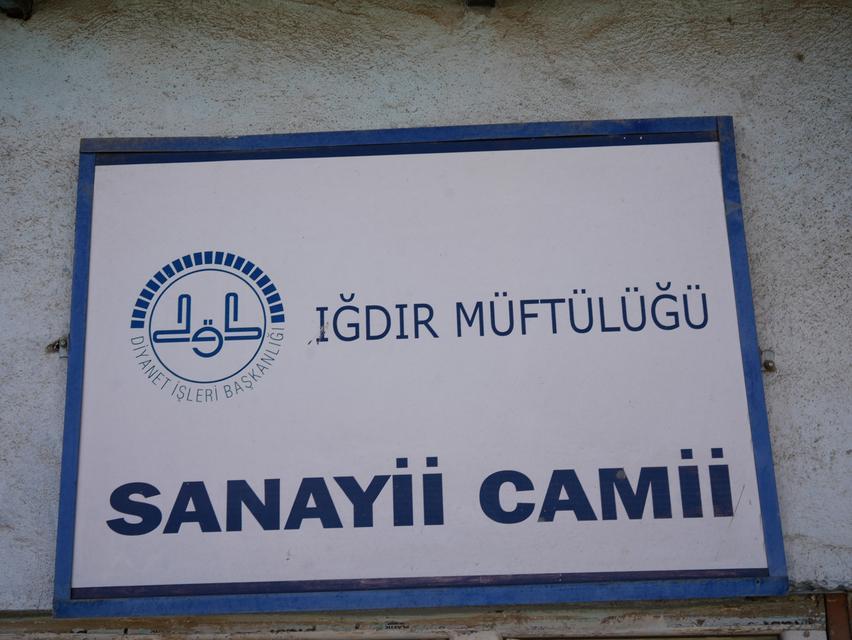 DİYANET İŞLERİ BAŞKANLIĞI
IĞDIR MÜFTÜLÜĞÜ
SANAYİİ CAMİİ